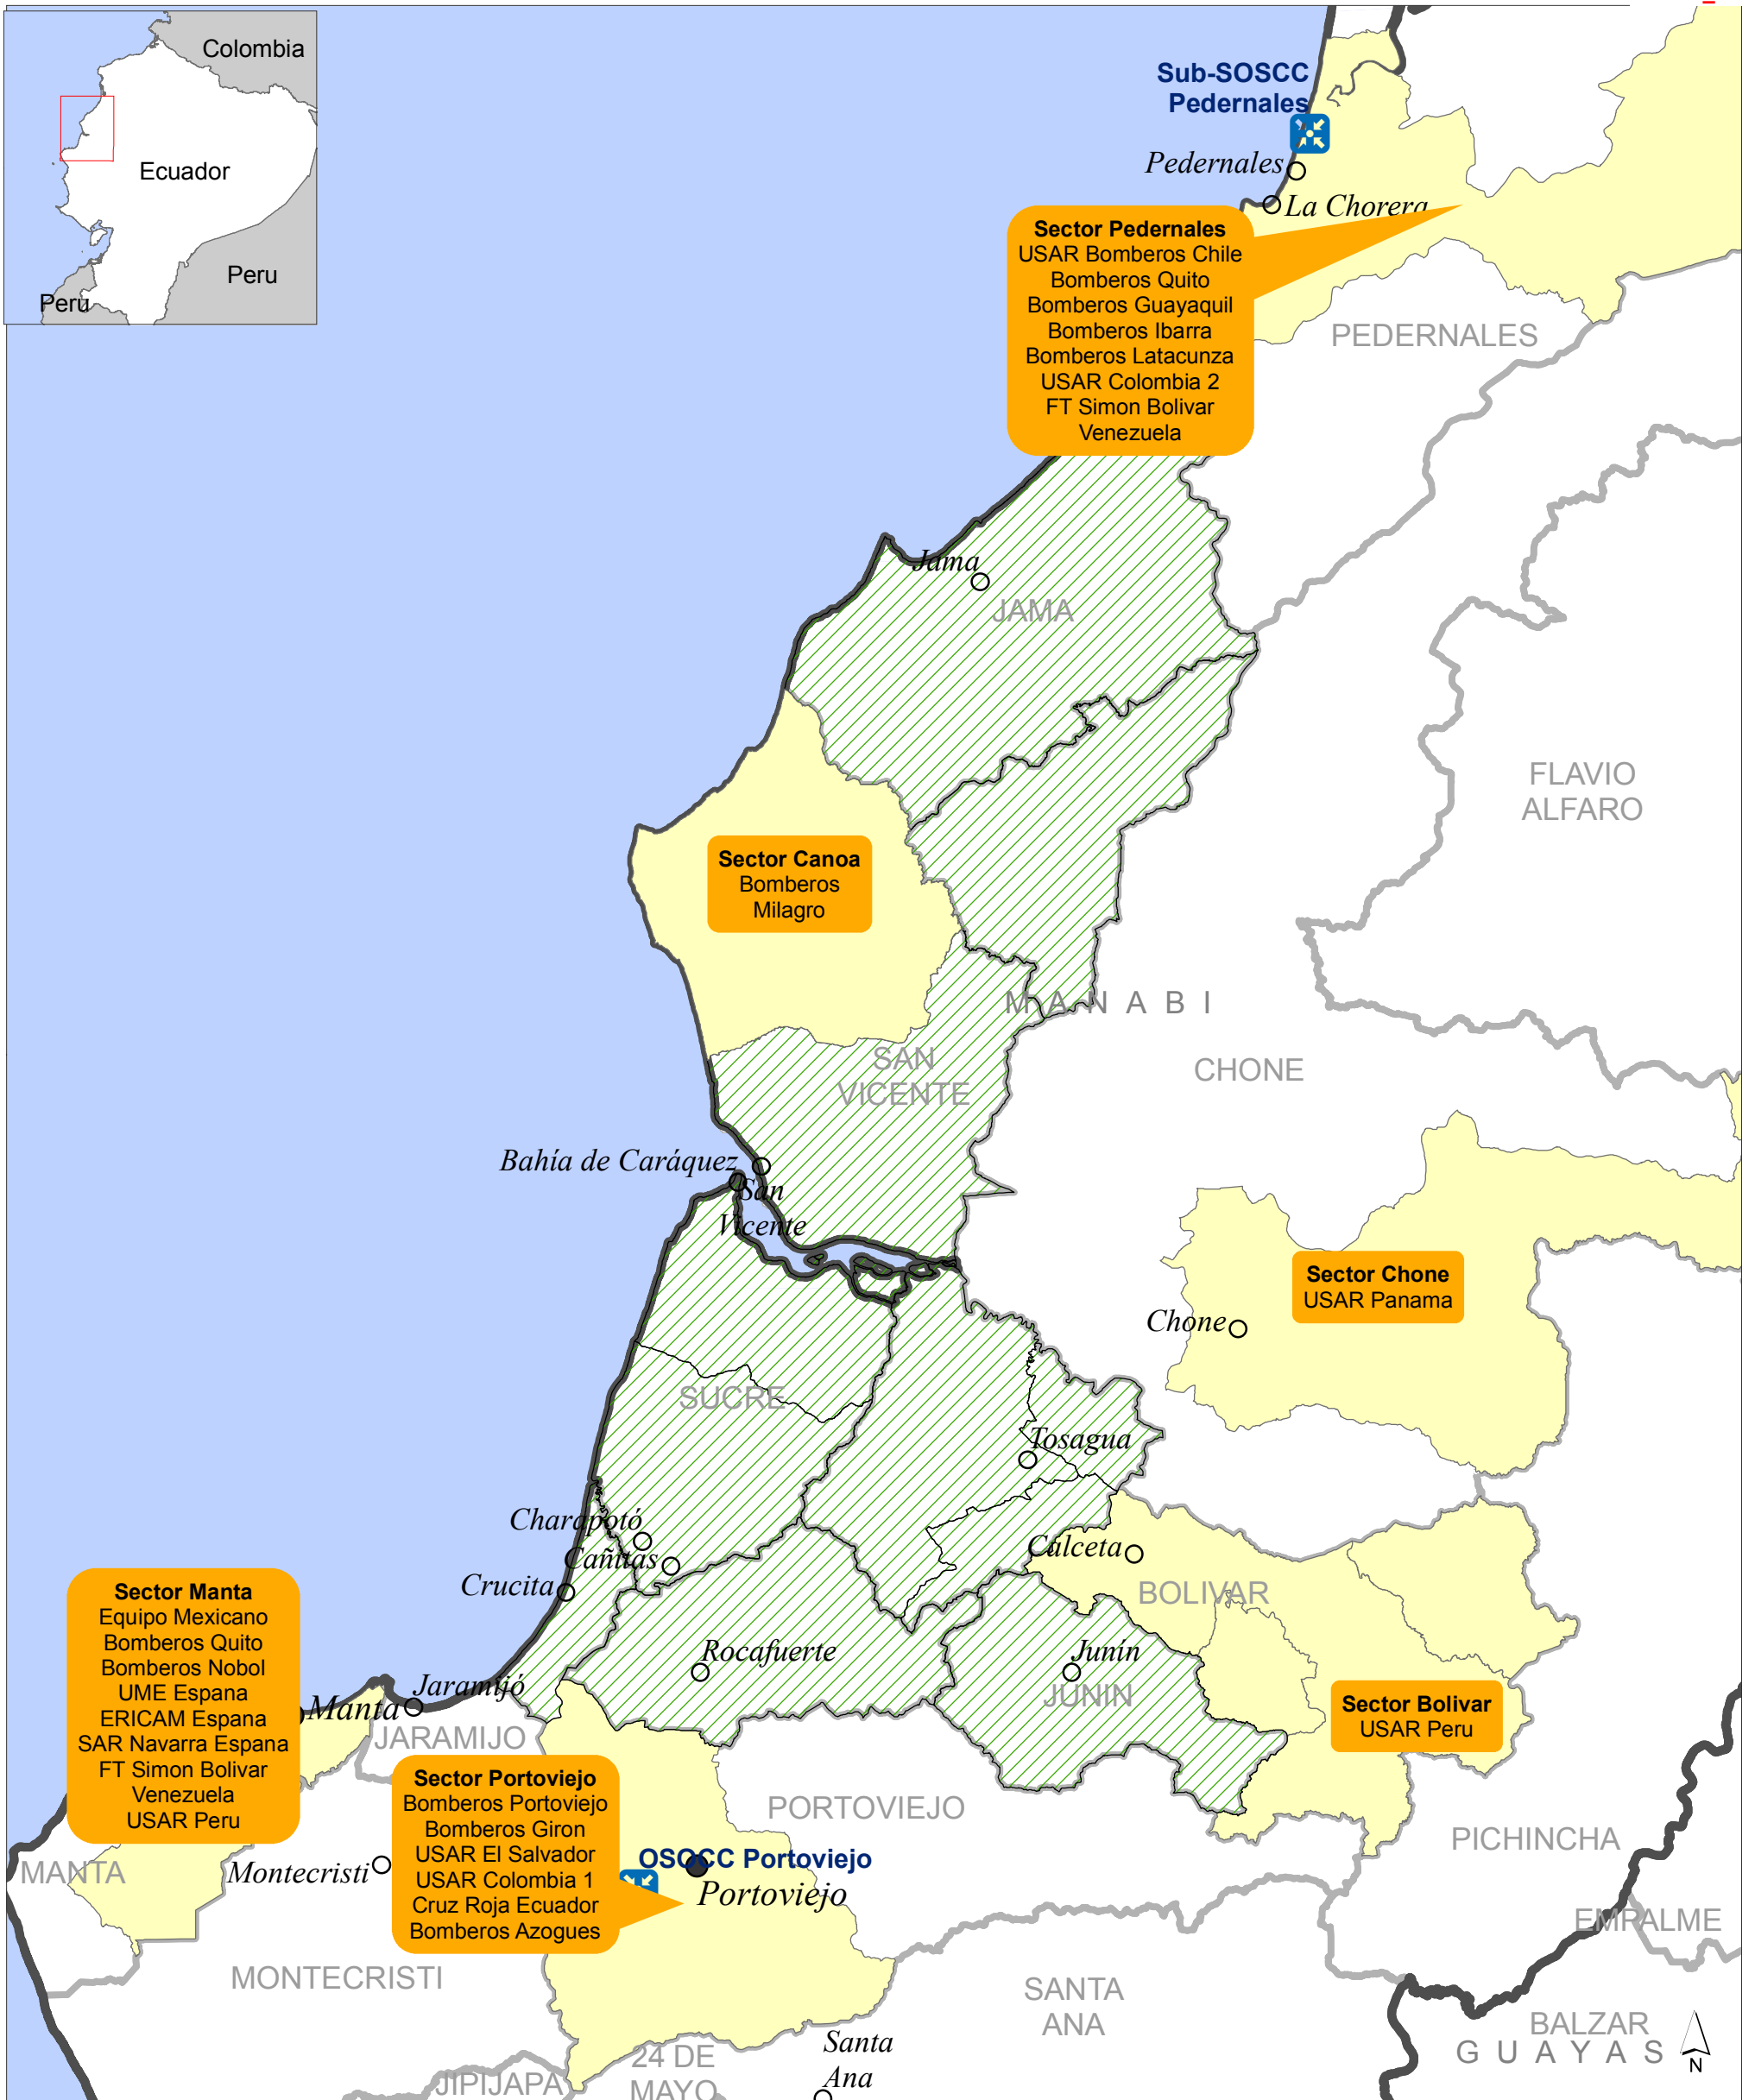 Colombia
Ecuador
Peru
Peru
Sub-SOSCC
Pedernales
Pedernales
La Chorera
Sector Pedernales
USAR Bomberos Chile
Bomberos Quito
Bomberos Guayaquil
Bomberos Ibarra
Bomberos Latacunza
USAR Colombia 2
FT Simon Bolivar
Venezuela
PEDERNALES
Jama
JAMA
FLAVIO
ALFARO
Sector Canoa
Bomberos
Milagro
MANABI
SAN
VICENTE
CHONE
Bahía de Caráquez
San
Vicente
Sector Chone
USAR Panama
Chone
SUCRE
Tosagua
Charapotó
Cañitas
Calceta
Crucita
BOLIVAR
Sector Manta
Equipo Mexicano
Bomberos Quito
Bomberos Nobol
UME Espana
ERICAM Espana
SAR Navarra Espana
FT Simon Bolivar
Venezuela
USAR Peru
Rocafuerte
Junín
JUNIN
Jaramijó
Manta
JARAMIJO
Sector Bolivar
USAR Peru
Sector Portoviejo
Bomberos Portoviejo
Bomberos Giron
USAR El Salvador
USAR Colombia 1
Cruz Roja Ecuador
Bomberos Azogues
PORTOVIEJO
PICHINCHA
MANTA
Montecristi
OSOCC Portoviejo
Portoviejo
EMPALME
MONTECRISTI
SANTA
ANA
BALZAR
GUAYAS
N
Santa
Ana
24 DE
MAYO
JIPIJAPA